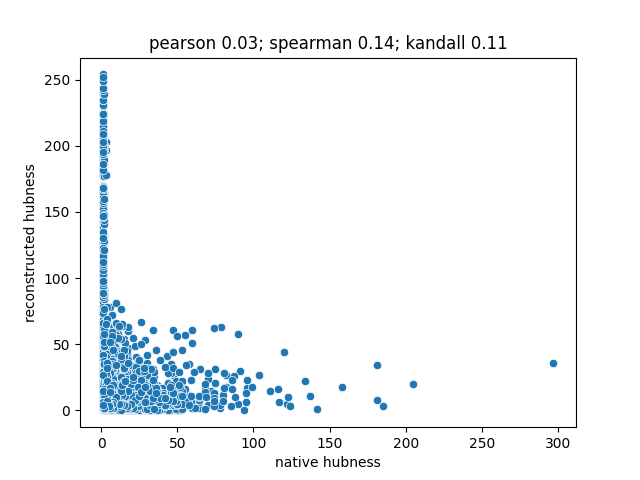 pearson 0.03; spearman 0.14; kandall 0.11
reconstructed hubness
250
200
150
100
50
0
0 50 100 150 200 250 300
native hubness